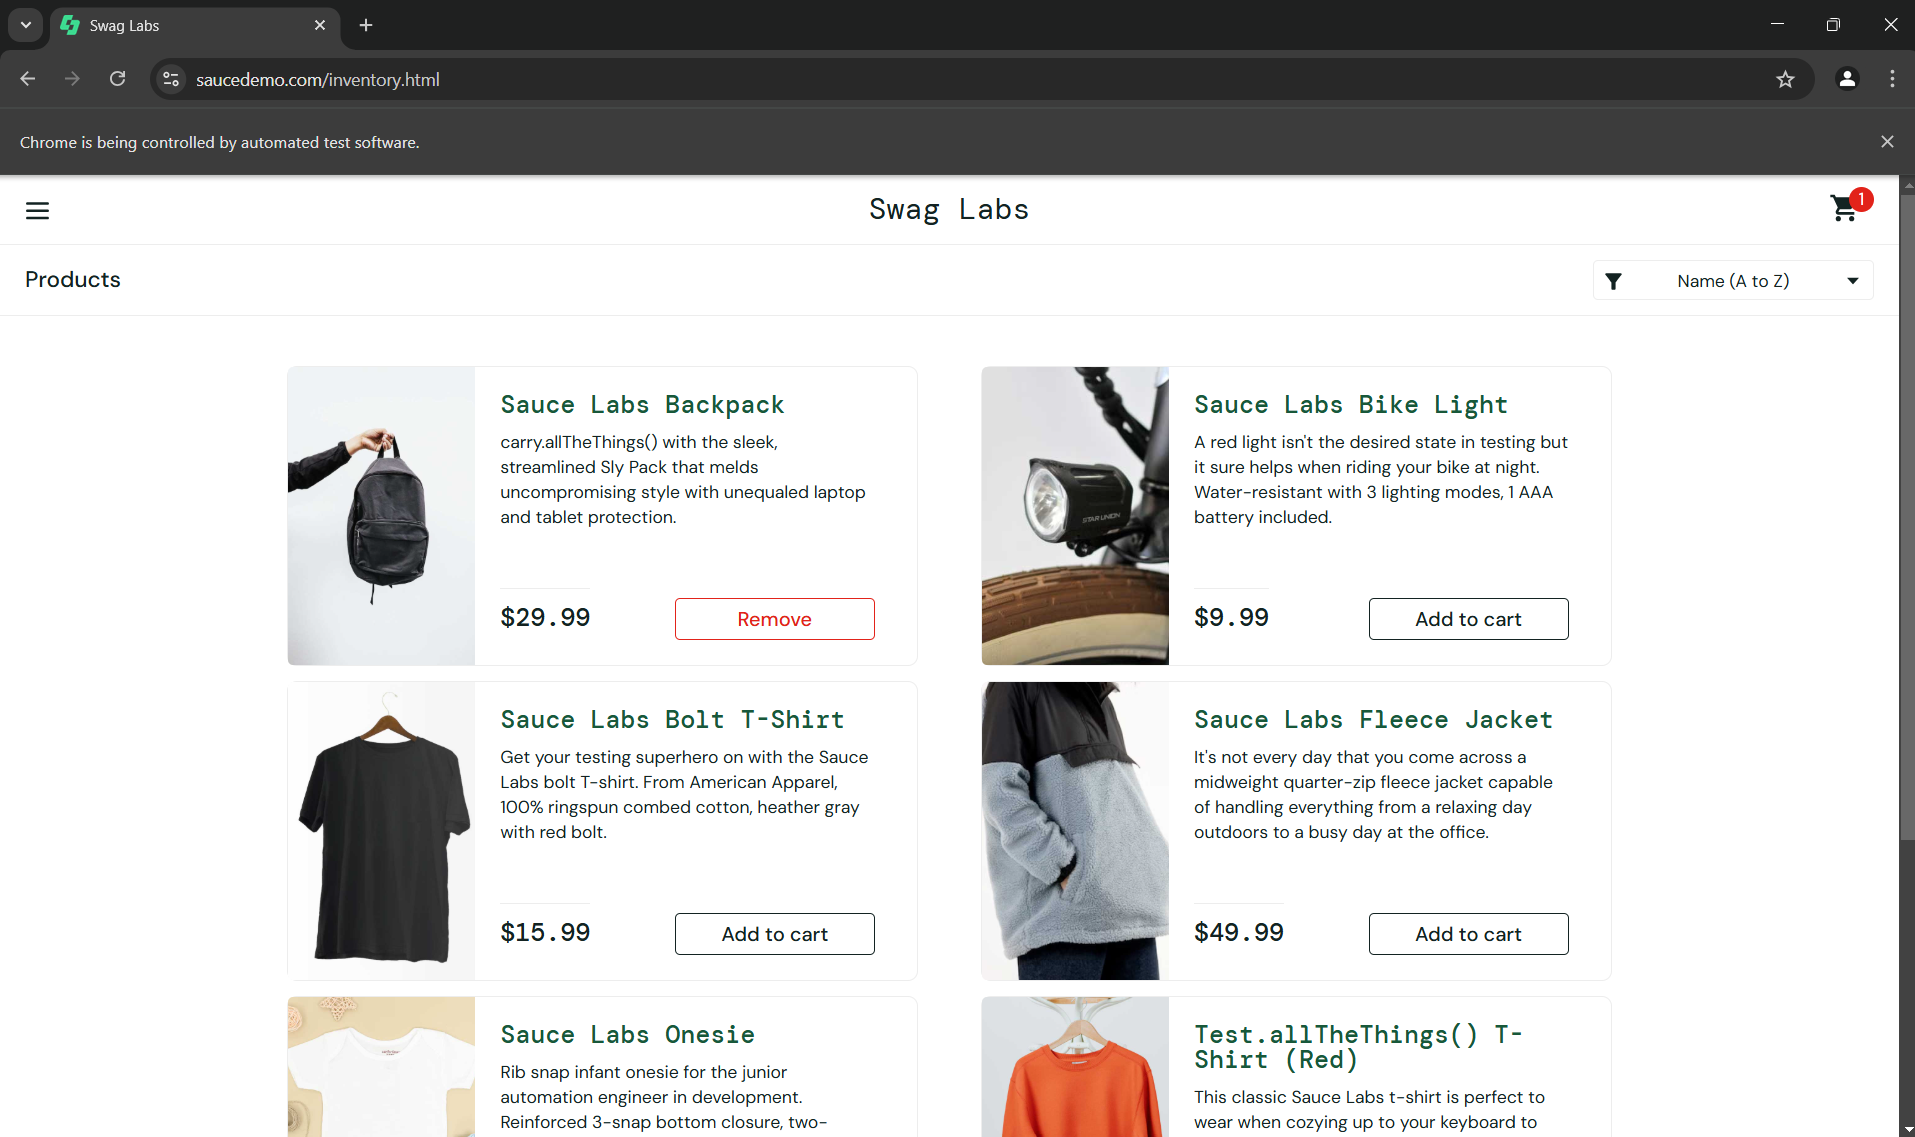 Swag Labs
saucedemo.com/inventory.html
Chrome is being controlled by automated test software.
Swag Labs
1
Products
Name (A to Z)
Sauce Labs Backpack
carry.allTheThings() with the sleek,
streamlined Sly Pack that melds
uncompromising style with unequaled laptop
and tablet protection.
$29.99
Remove
Sauce Labs Bike Light
A red light isn't the desired state in testing but
it sure helps when riding your bike at night.
Water-resistant with 3 lighting modes, 1 AAA
battery included.
STAR UNION
$9.99
Add to cart
Sauce Labs Bolt T-Shirt
Get your testing superhero on with the Sauce
Labs bolt T-shirt. From American Apparel,
100% ringspun combed cotton, heather gray
with red bolt.
$15.99
Add to cart
Sauce Labs Fleece Jacket
It's not every day that you come across a
midweight quarter-zip fleece jacket capable
of handling everything from a relaxing day
outdoors to a busy day at the office.
$49.99
Add to cart
Sauce Labs Onesie
Rib snap infant onesie for the junior
automation engineer in development.
Reinforced 3-snap bottom closure, two-
Test.allTheThings() T-
Shirt (Red)
This classic Sauce Labs t-shirt is perfect to
wear when cozying up to your keyboard to